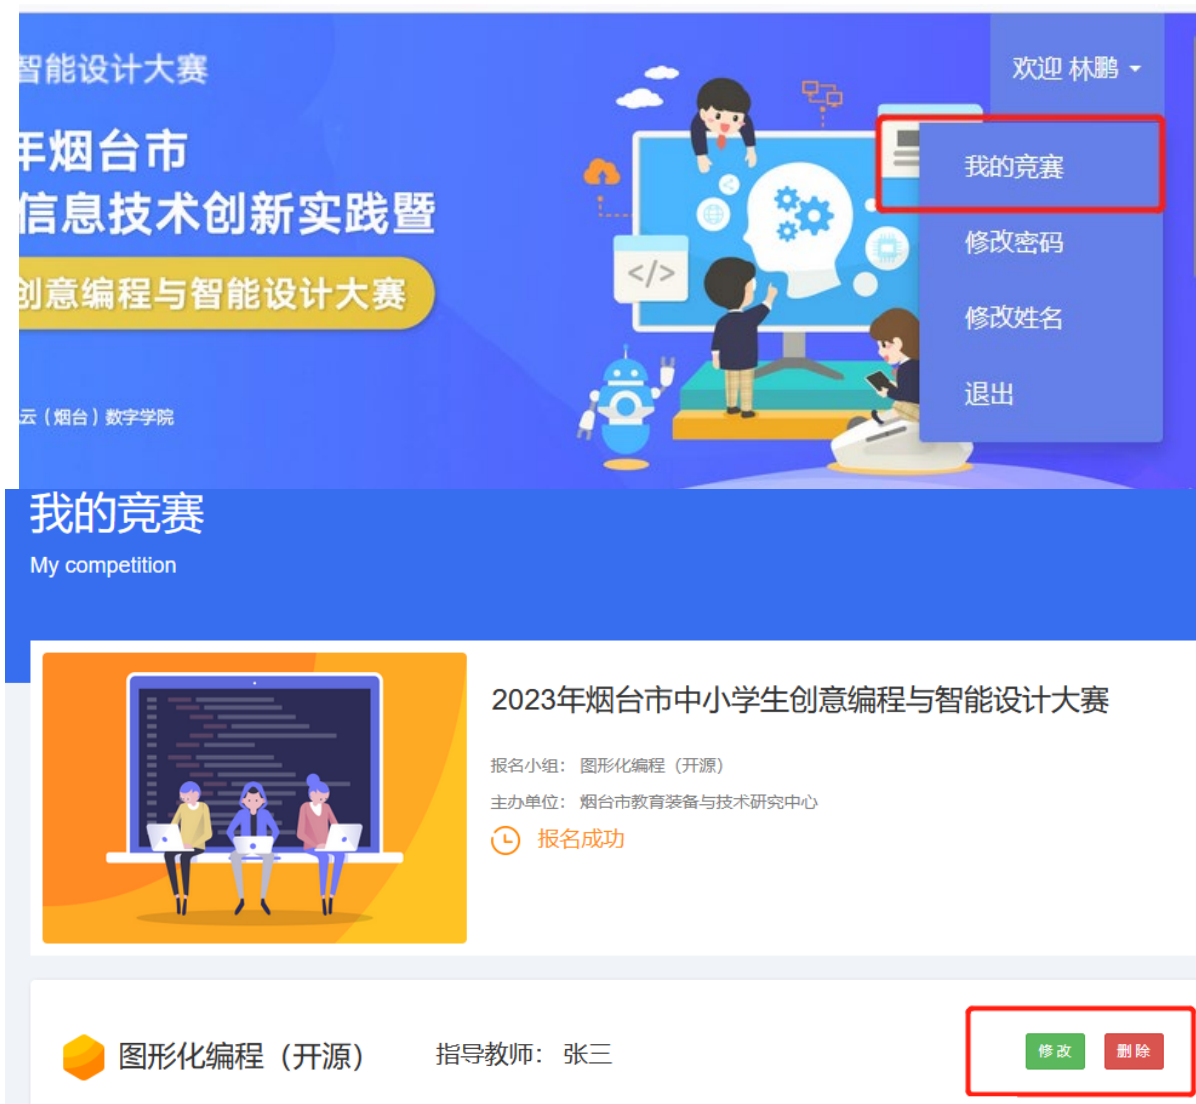 智能设计大赛
欢迎 林鹏
年烟台市
信息技术创新实践暨
创意编程与智能设计大赛
云（烟台）数字学院
</>
我的竞赛
修改密码
修改姓名
退出
我的竞赛
My competition
2023年烟台市中小学生创意编程与智能设计大赛
报名小组： 图形化编程（开源）
主办单位： 烟台市教育装备与技术研究中心
报名成功
图形化编程（开源） 指导教师： 张三 修改 删除